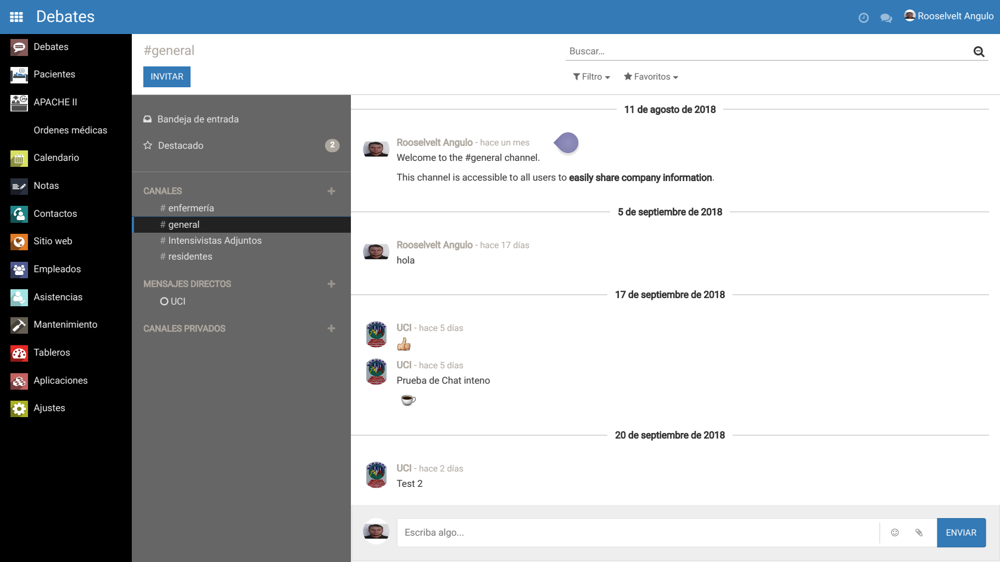 Debates
Rooselvelt Angulo
Debates
Pacientes
APACHE II
Ordenes médicas
Calendario
Notas
Contactos
Sitio web
Empleados
Asistencias
Mantenimiento
Tableros
Aplicaciones
Ajustes
#general
INVITAR
Buscar...
Filtro
Favoritos
Bandeja de entrada
Destacado 2
CANALES
# enfermería
# general
# Intensivistas Adjuntos
# residentes
MENSAJES DIRECTOS
UCI
CANALES PRIVADOS
11 de agosto de 2018
Rooselvelt Angulo - hace un mes
Welcome to the #general channel.
This channel is accessible to all users to easily share company information.
5 de septiembre de 2018
Rooselvelt Angulo - hace 17 días
hola
17 de septiembre de 2018
UCI - hace 5 días
UCI - hace 5 días
Prueba de Chat inteno
20 de septiembre de 2018
UCI - hace 2 días
Test 2
Escriba algo...
ENVIAR